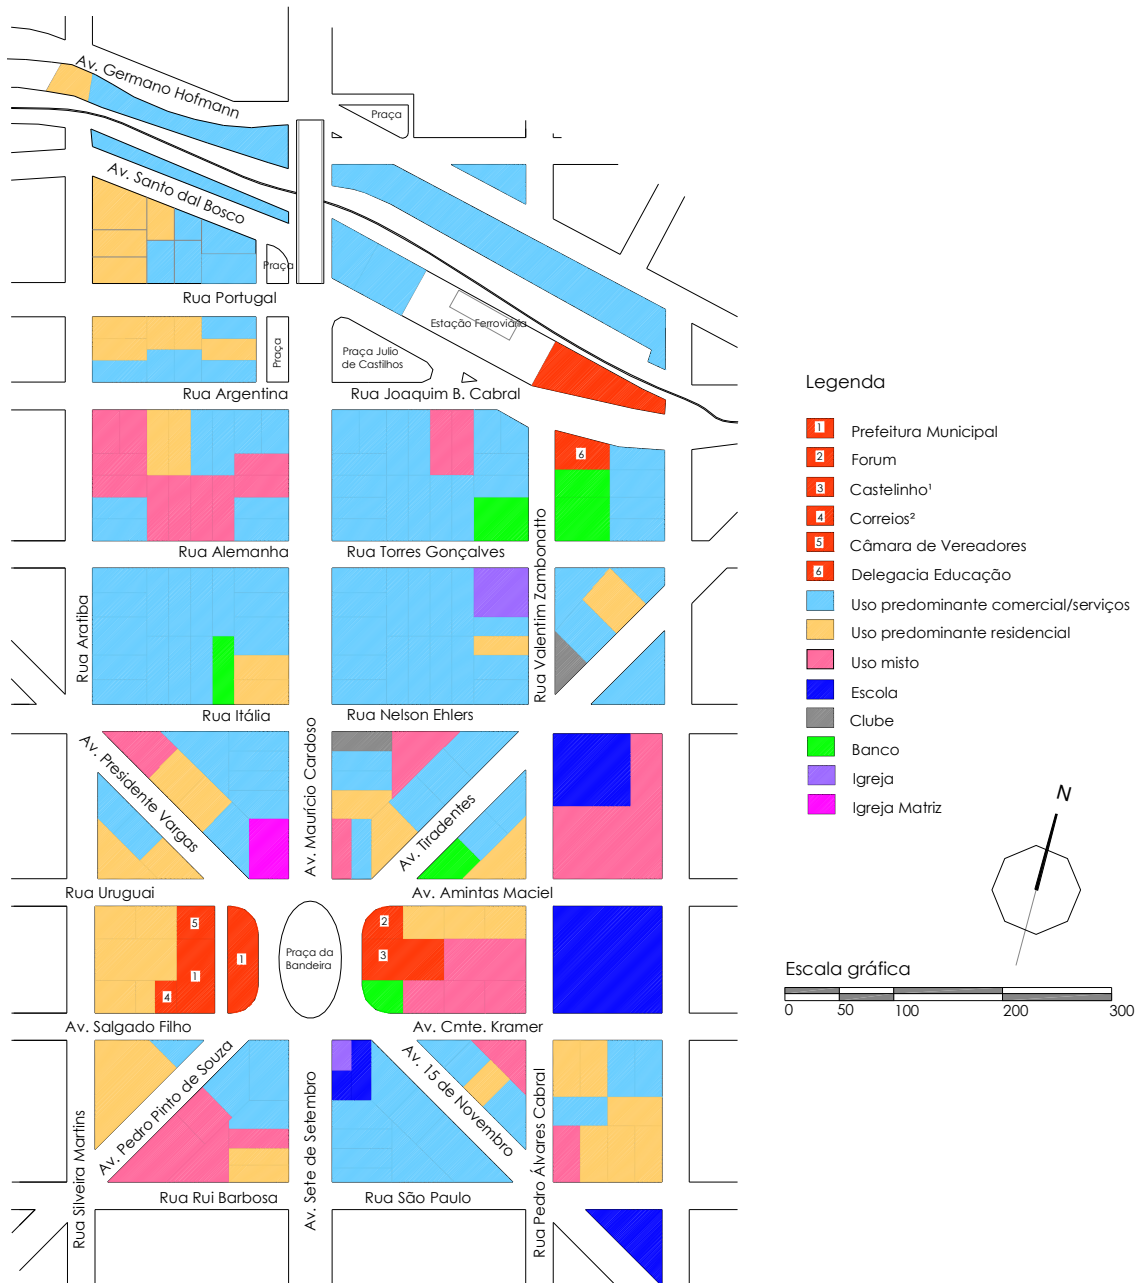 Av. Germano Hofmann
Praça
Av. Santo dal Bosco
Praça
Rua Portugal
Estação Ferroviária
Praça
Praça Julio
de Castilhos
Rua Argentina
Rua Joaquim B. Cabral
6
Rua Alemanha
Rua Torres Gonçalves
Rua Valentim Zambonatto
Rua Aratiba
Rua Itália
Rua Nelson Ehlers
Av. Presidente Vargas
Av. Maurício Cardoso
Av. Tiradentes
Rua Uruguai
Av. Amintas Maciel
5
1
4
1
Praça da
Bandeira
2
3
Av. Salgado Filho
Av. Cmte. Kramer
Av. Pedro Pinto de Souza
Av. 15 de Novembro
Rua Silveira Martins
Av. Sete de Setembro
Rua Pedro Álvares Cabral
Rua Rui Barbosa
Rua São Paulo
Legenda
1 Prefeitura Municipal
2 Forum
3 Castelinho¹
4 Correios²
5 Câmara de Vereadores
6 Delegacia Educação
Uso predominante comercial/serviços
Uso predominante residencial
Uso misto
Escola
Clube
Banco
Igreja
Igreja Matriz
N
Escala gráfica
0 50 100 200 300